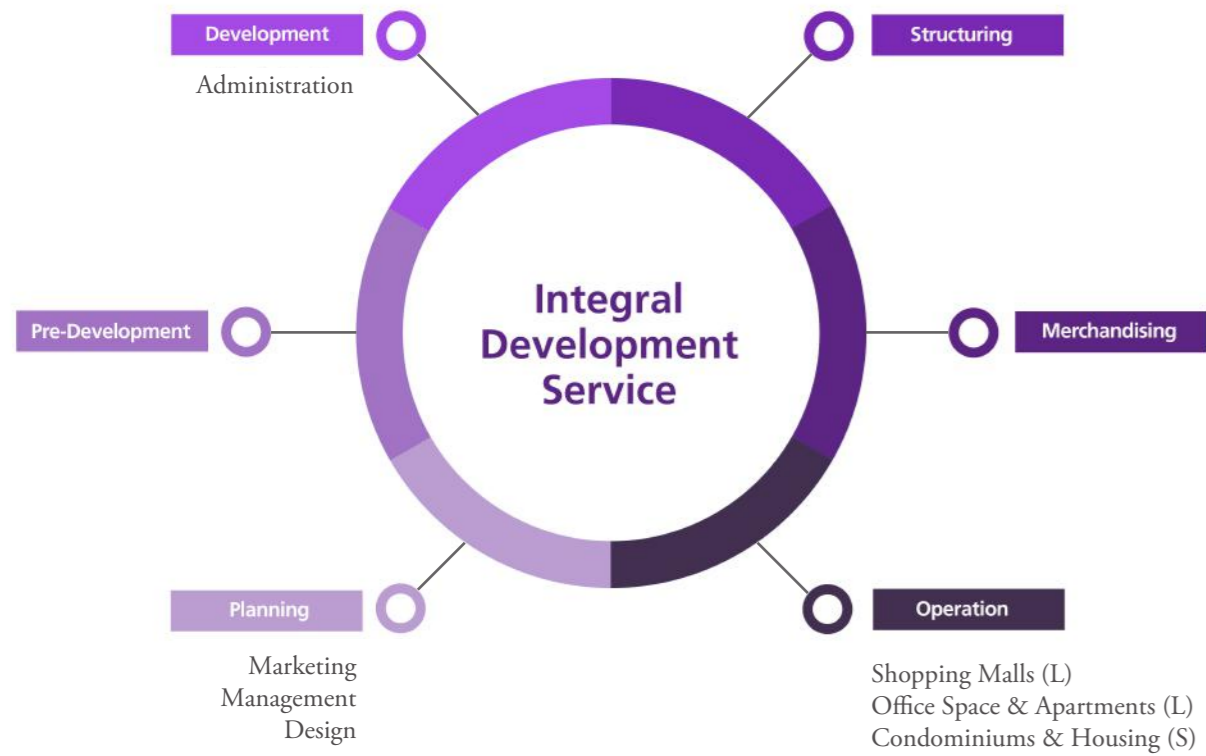 Development
Administration
Structuring
Pre-Development
Integral
Development
Service
Merchandising
Planning
Marketing
Management
Design
Operation
Shopping Malls (L)
Office Space & Apartments (L)
Condominiums & Housing (S)